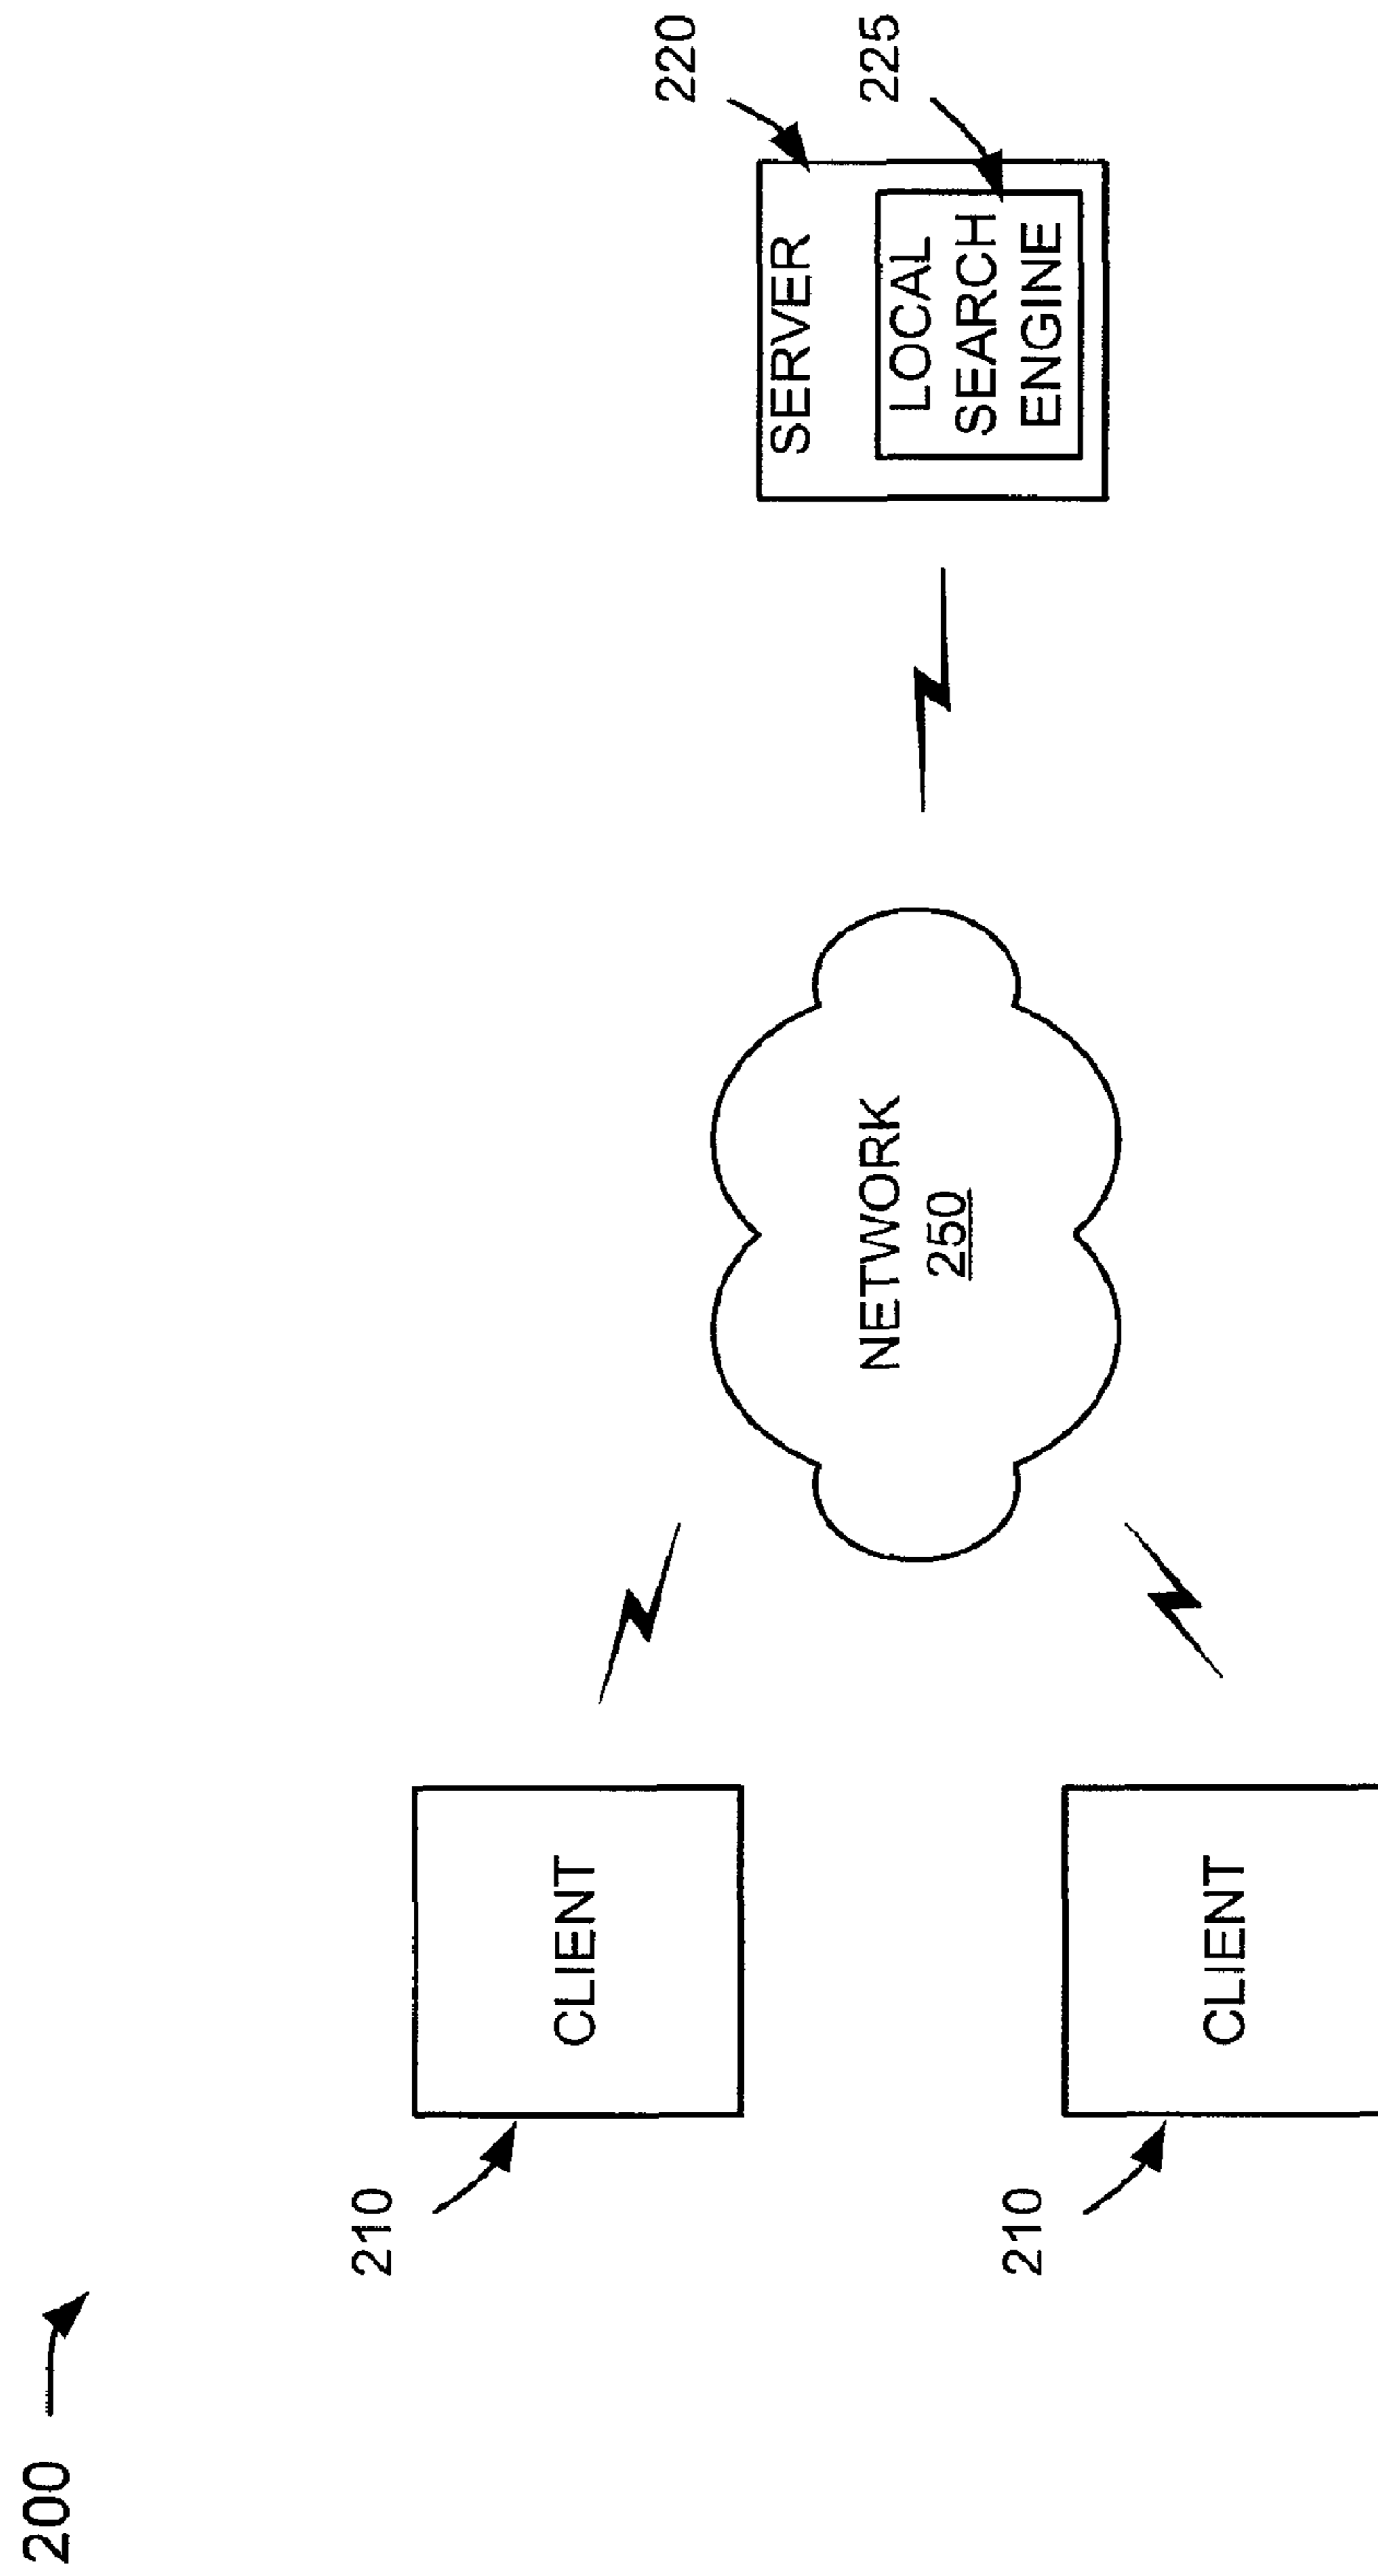 200
210
CLIENT
NETWORK
250
SERVER
220
LOCAL
SEARCH
ENGINE
225
210
CLIENT